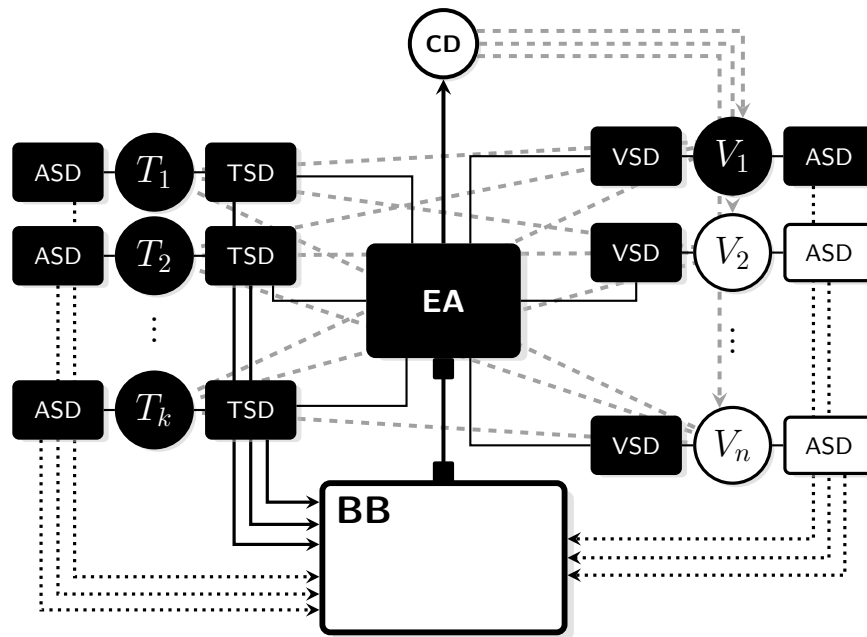 CD
ASD T₁ TSD VSD V₁ ASD
ASD T₂ TSD EA VSD V₂ ASD
⋮ ⋮
ASD Tₖ TSD VSD Vₙ ASD
BB